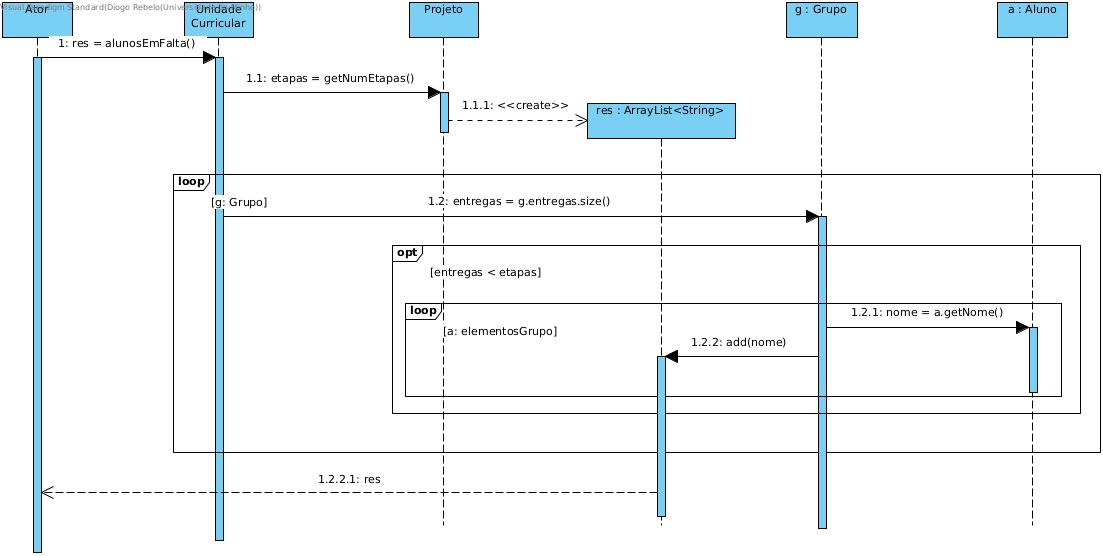 Visual Paradigm Standard(Diogo Rebelo(Universidade do Minho))
Ator
Unidade
Curricular
Projeto
g : Grupo
a : Aluno
1: res = alunosEmFalta()
1.1: etapas = getNumEtapas()
1.1.1: <<create>>
res : ArrayList<String>
loop
[g: Grupo]
1.2: entregas = g.entregas.size()
opt
[entregas < etapas]
loop
[a: elementosGrupo]
1.2.1: nome = a.getNome()
1.2.2: add(nome)
1.2.2.1: res